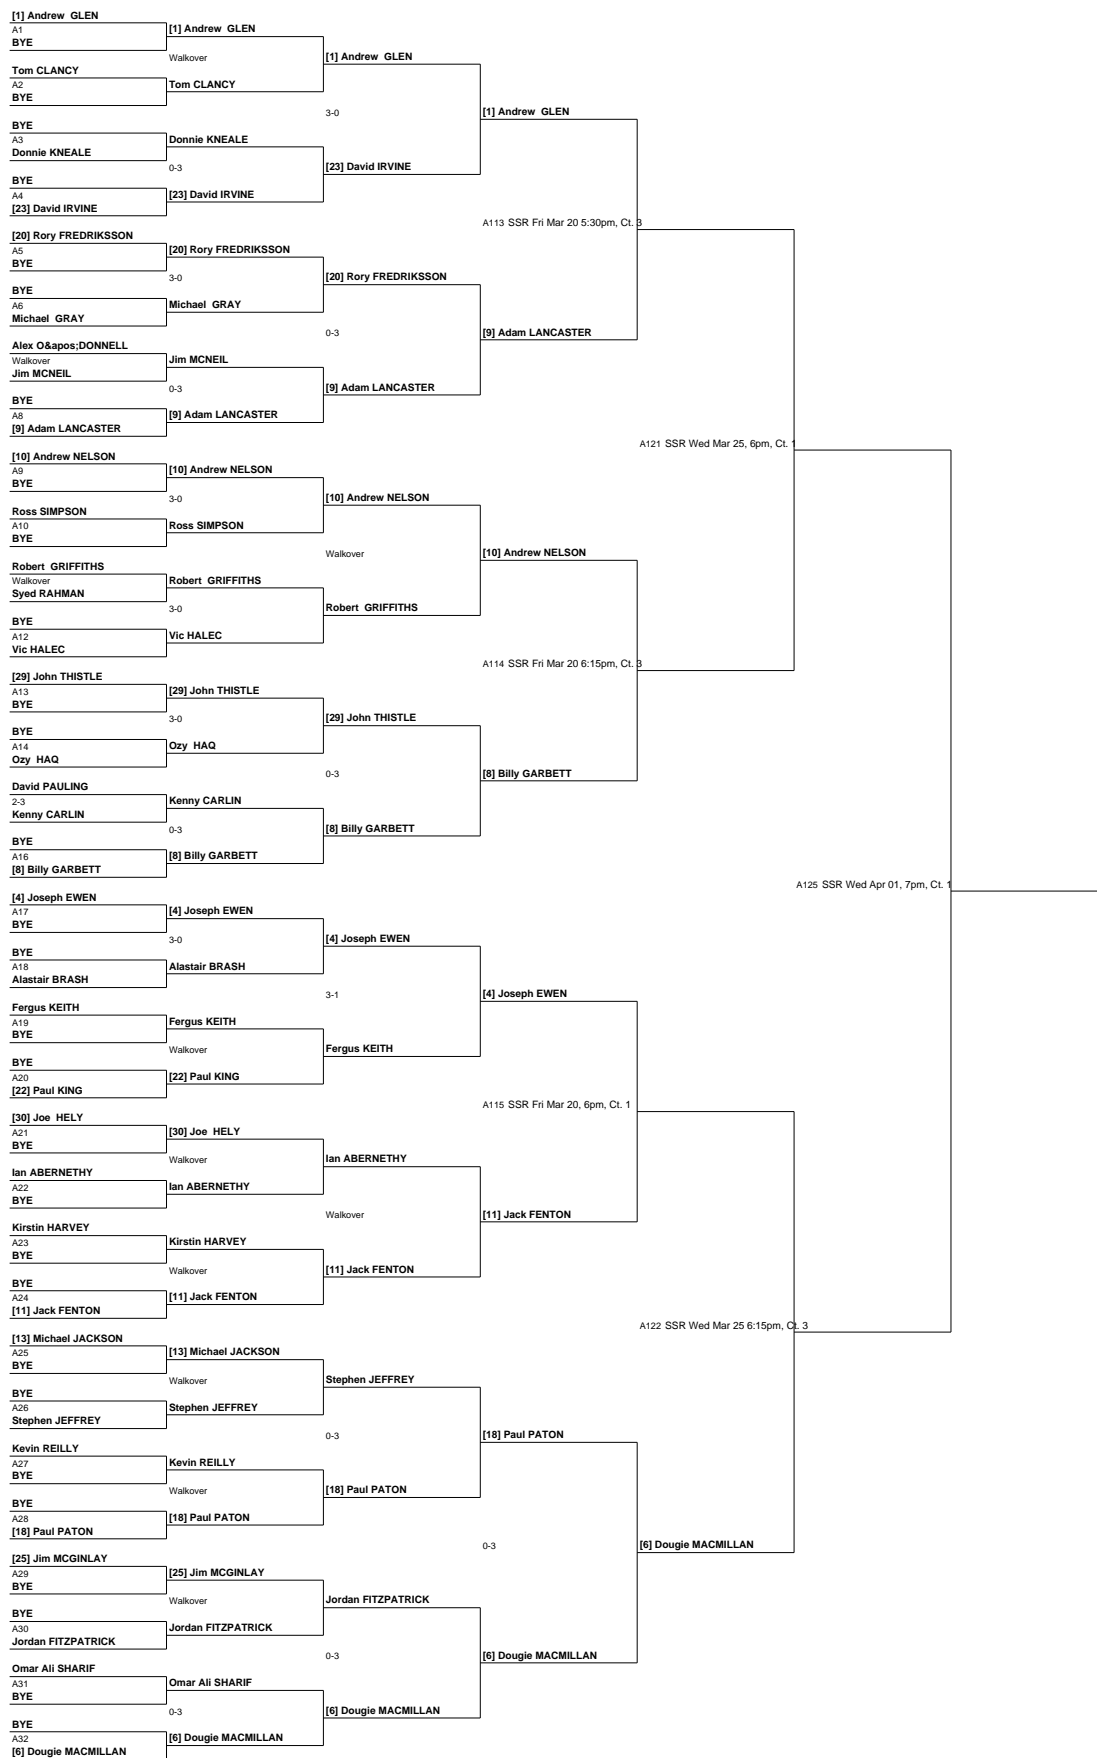 [1] Andrew  GLEN
A1
BYE
Tom CLANCY
A2
BYE
BYE
A3
Donnie KNEALE
BYE
A4
[23] David IRVINE
[20] Rory FREDRIKSSON
A5
BYE
BYE
A6
Michael  GRAY
Alex O&apos;DONNELL
Walkover
Jim MCNEIL
BYE
A8
[9] Adam LANCASTER
[10] Andrew NELSON
A9
BYE
Ross SIMPSON
A10
BYE
Robert  GRIFFITHS
Walkover
Syed RAHMAN
BYE
A12
Vic HALEC
[29] John THISTLE
A13
BYE
BYE
A14
Ozy  HAQ
David PAULING
2-3
Kenny CARLIN
BYE
A16
[8] Billy GARBETT
[4] Joseph EWEN
A17
BYE
BYE
A18
Alastair BRASH
Fergus KEITH
A19
BYE
BYE
A20
[22] Paul KING
[30] Joe  HELY
A21
BYE
Ian ABERNETHY
A22
BYE
Kirstin HARVEY
A23
BYE
BYE
A24
[11] Jack FENTON
[13] Michael JACKSON
A25
BYE
BYE
A26
Stephen JEFFREY
Kevin REILLY
A27
BYE
BYE
A28
[18] Paul PATON
[25] Jim MCGINLAY
A29
BYE
BYE
A30
Jordan FITZPATRICK
Omar Ali SHARIF
A31
BYE
BYE
A32
[6] Dougie MACMILLAN
[1] Andrew  GLEN
Walkover
Tom CLANCY
Donnie KNEALE
0-3
[23] David IRVINE
[20] Rory FREDRIKSSON
3-0
Michael  GRAY
Jim MCNEIL
0-3
[9] Adam LANCASTER
[10] Andrew NELSON
3-0
Ross SIMPSON
Robert  GRIFFITHS
3-0
Vic HALEC
[29] John THISTLE
3-0
Ozy  HAQ
Kenny CARLIN
0-3
[8] Billy GARBETT
[4] Joseph EWEN
3-0
Alastair BRASH
Fergus KEITH
Walkover
[22] Paul KING
[30] Joe  HELY
Walkover
Ian ABERNETHY
Kirstin HARVEY
Walkover
[11] Jack FENTON
[13] Michael JACKSON
Walkover
Stephen JEFFREY
Kevin REILLY
Walkover
[18] Paul PATON
[25] Jim MCGINLAY
Walkover
Jordan FITZPATRICK
Omar Ali SHARIF
0-3
[6] Dougie MACMILLAN
[1] Andrew  GLEN
3-0
[23] David IRVINE
[20] Rory FREDRIKSSON
0-3
[9] Adam LANCASTER
[10] Andrew NELSON
Walkover
Robert  GRIFFITHS
[29] John THISTLE
0-3
[8] Billy GARBETT
[4] Joseph EWEN
3-1
Fergus KEITH
Ian ABERNETHY
Walkover
[11] Jack FENTON
Stephen JEFFREY
0-3
[18] Paul PATON
Jordan FITZPATRICK
0-3
[6] Dougie MACMILLAN
[1] Andrew  GLEN
A113 SSR Fri Mar 20 5:30pm, Ct. 3
[9] Adam LANCASTER
[10] Andrew NELSON
A114 SSR Fri Mar 20 6:15pm, Ct. 3
[8] Billy GARBETT
[4] Joseph EWEN
A115 SSR Fri Mar 20, 6pm, Ct. 1
[11] Jack FENTON
[18] Paul PATON
0-3
[6] Dougie MACMILLAN
A121 SSR Wed Mar 25, 6pm, Ct. 1
A122 SSR Wed Mar 25 6:15pm, Ct. 3
[6] Dougie MACMILLAN
A125 SSR Wed Apr 01, 7pm, Ct. 1